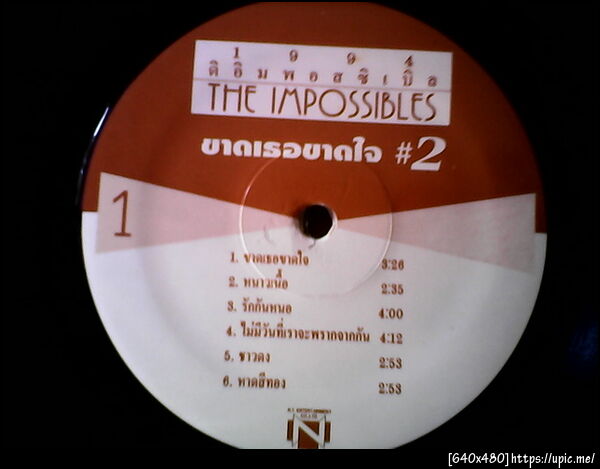 1 9 9 4
ดิ อิ ม พ อ ส ซิ เ บิ้ ล
THE IMPOSSIBLES
ขาดเธอขาดใจ #2
1
1. ขาดเธอขาดใจ 3:26
2. หนาวเนื้อ 2:35
3. รักกันหนอ 4:00
4. ไม่มีวันที่เราจะพรากจากกัน 4:12
5. ชาวดง 2:53
6. หาดสีทอง 2:53
N
[640x480]https://upic.me/